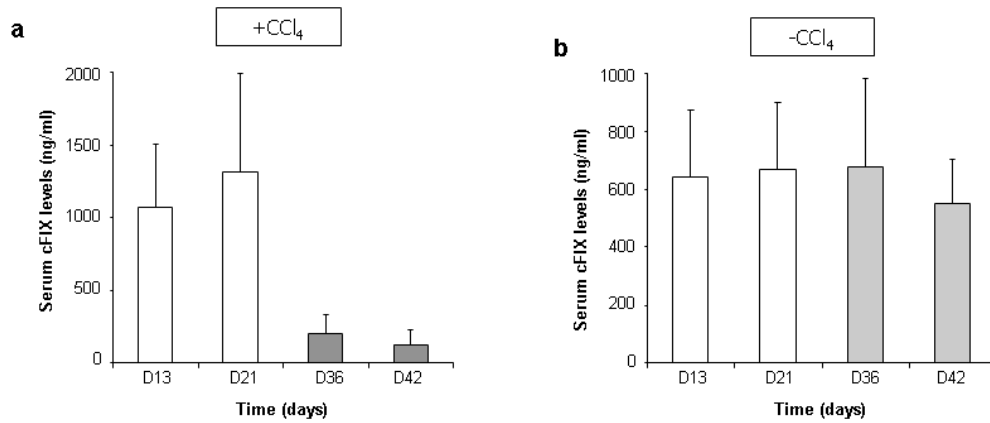 a
+CCl₄
Serum cFIX levels (ng/ml)
2000
1500
1000
500
0
D13 D21 D36 D42
Time (days)
b
-CCl₄
Serum cFIX levels (ng/ml)
1000
800
600
400
200
0
D13 D21 D36 D42
Time (days)